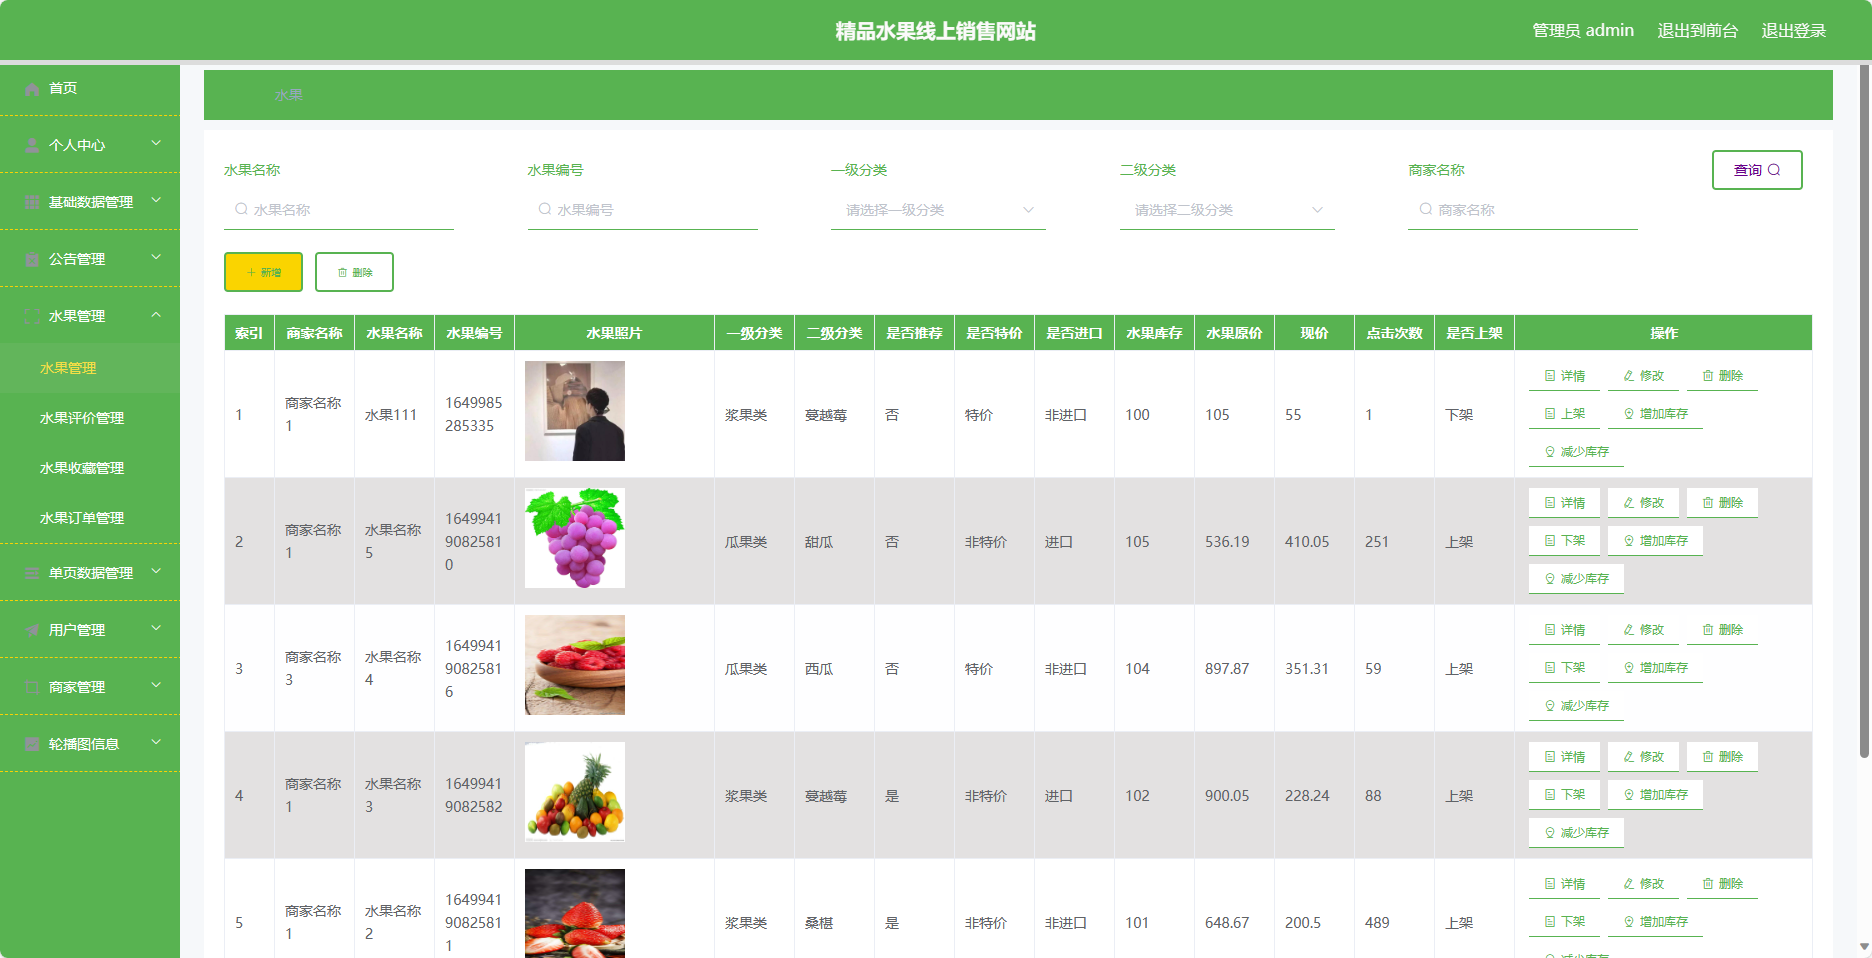 精品水果线上销售网站
管理员 admin 退出到前台 退出登录
首页
个人中心
基础数据管理
公告管理
水果管理
水果管理
水果评价管理
水果收藏管理
水果订单管理
单页数据管理
用户管理
商家管理
轮播图信息
水果
水果名称 水果编号 一级分类 二级分类 商家名称 查询
水果名称 水果编号 请选择一级分类 请选择二级分类 商家名称
新增 删除
索引 商家名称 水果名称 水果编号 水果照片 一级分类 二级分类 是否推荐 是否特价 是否进口 水果库存 水果原价 现价 点击次数 是否上架 操作
1 商家名称1 水果111 1649985285335 浆果类 蔓越莓 否 特价 非进口 100 105 55 1 下架
详情 修改 删除
上架 增加库存
减少库存
2 商家名称1 水果名称5 16499419082581​0 瓜果类 甜瓜 否 非特价 进口 105 536.19 410.05 251 上架
详情 修改 删除
下架 增加库存
减少库存
3 商家名称3 水果名称4 164994190825816 瓜果类 西瓜 否 特价 非进口 104 897.87 351.31 59 上架
详情 修改 删除
下架 增加库存
减少库存
4 商家名称1 水果名称3 16499419082582 浆果类 蔓越莓 是 非特价 进口 102 900.05 228.24 88 上架
详情 修改 删除
下架 增加库存
减少库存
5 商家名称1 水果名称2 164994190825811 浆果类 桑椹 是 非特价 非进口 101 648.67 200.5 489 上架
详情 修改 删除
下架 增加库存